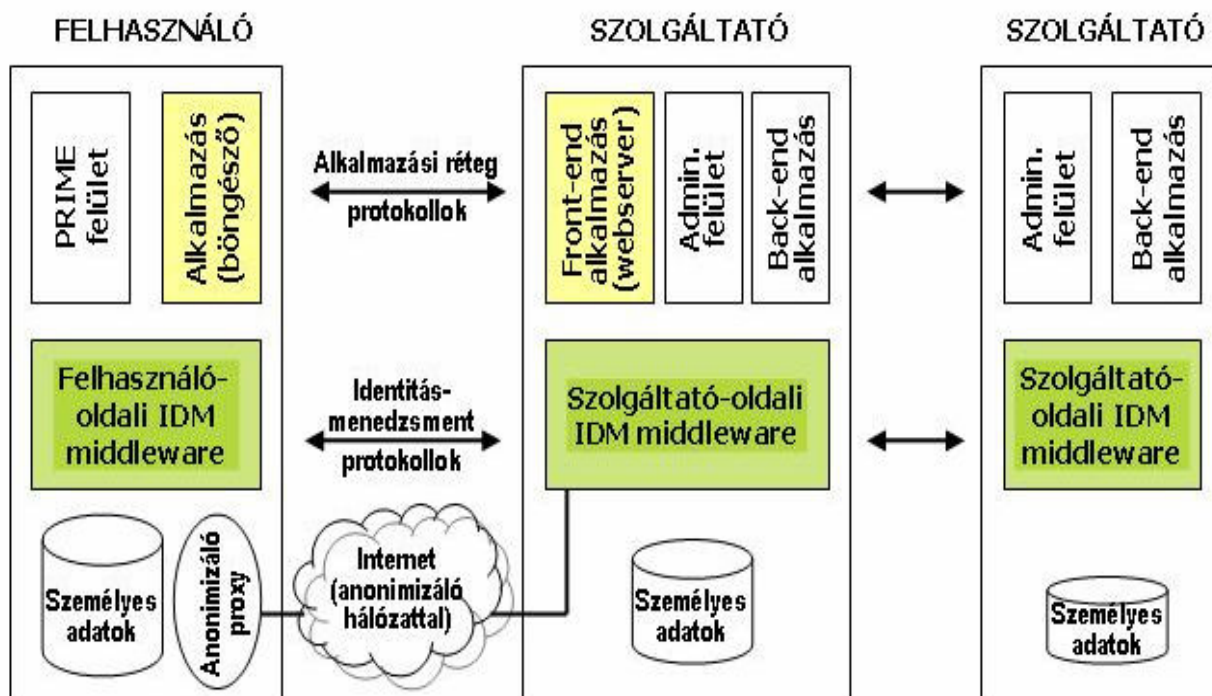 FELHASZNÁLÓ
SZOLGÁLTATÓ
SZOLGÁLTATÓ
PRIME
felület
Alkalmazás
(böngésző)
Alkalmazási réteg
protokollok
Front-end
alkalmazás
(webserver)
Admin.
felület
Back-end
alkalmazás
Admin.
felület
Back-end
alkalmazás
Felhasználó-
oldali IDM
middleware
Identitás-
menedzsment
protokollok
Szolgáltató-oldali
IDM middleware
Szolgáltató-
oldali IDM
middleware
Személyes
adatok
Anonimizáló
proxy
Internet
(anonimizáló
hálózattal)
Személyes
adatok
Személyes
adatok